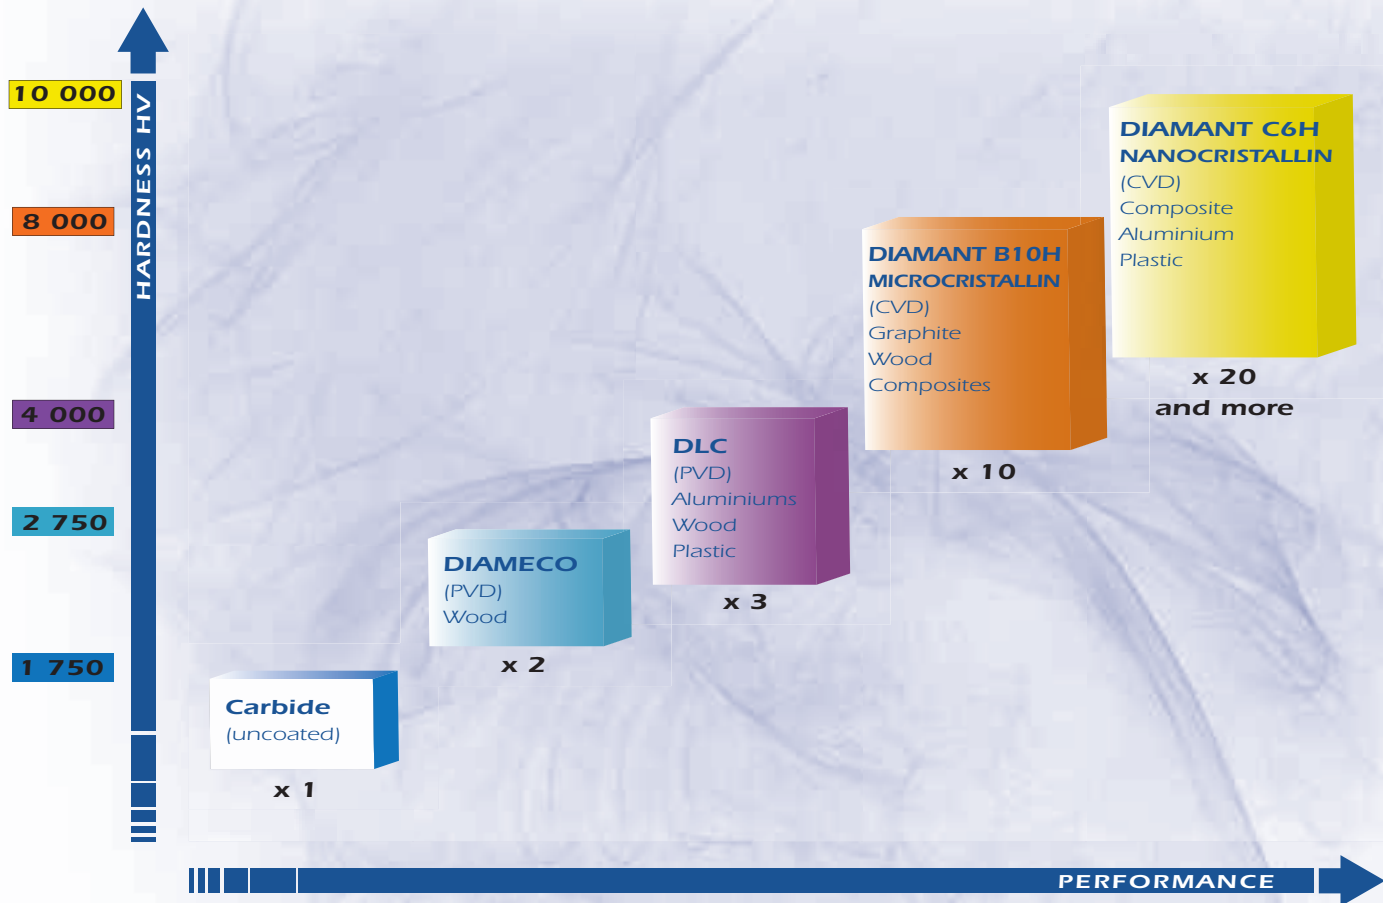 10 000
8 000
4 000
2 750
1 750
HARDNESS HV
Carbide
(uncoated)
x 1
DIAMECO
(PVD)
Wood
x 2
DLC
(PVD)
Aluminiums
Wood
Plastic
x 3
DIAMANT B10H
MICROCRISTALLIN
(CVD)
Graphite
Wood
Composites
x 10
DIAMANT C6H
NANOCRISTALLIN
(CVD)
Composite
Aluminium
Plastic
x 20
and more
PERFORMANCE